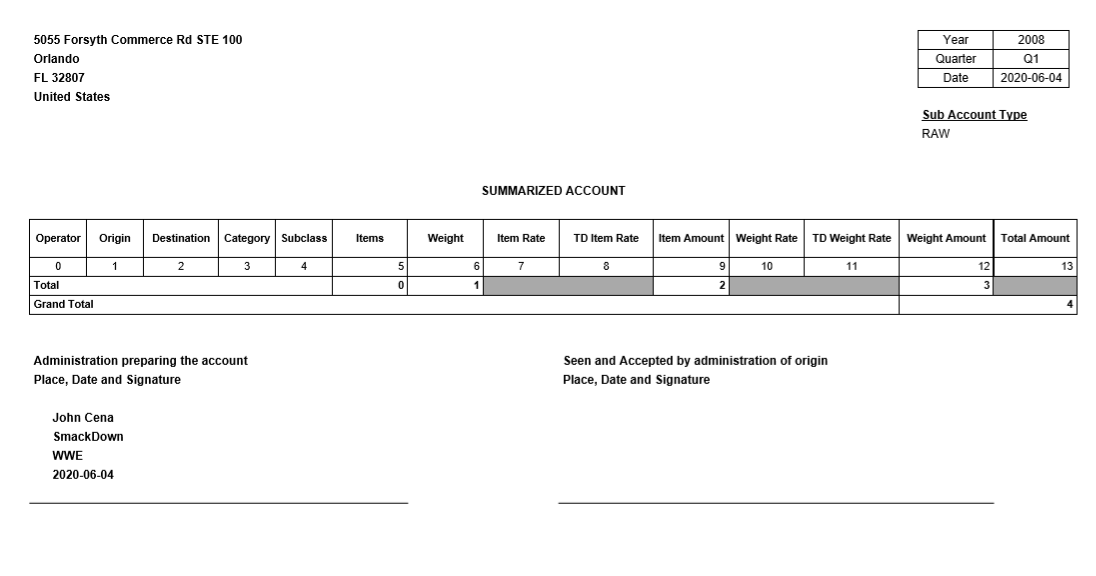 5055 Forsyth Commerce Rd STE 100
Orlando
FL 32807
United States
Year 2008
Quarter Q1
Date 2020-06-04
Sub Account Type
RAW
SUMMARIZED ACCOUNT
Operator Origin Destination Category Subclass Items Weight Item Rate TD Item Rate Item Amount Weight Rate TD Weight Rate Weight Amount Total Amount
0 1 2 3 4 5 6 7 8 9 10 11 12 13
Total 0 1 2 3
Grand Total 4
Administration preparing the account
Place, Date and Signature
John Cena
SmackDown
WWE
2020-06-04
Seen and Accepted by administration of origin
Place, Date and Signature